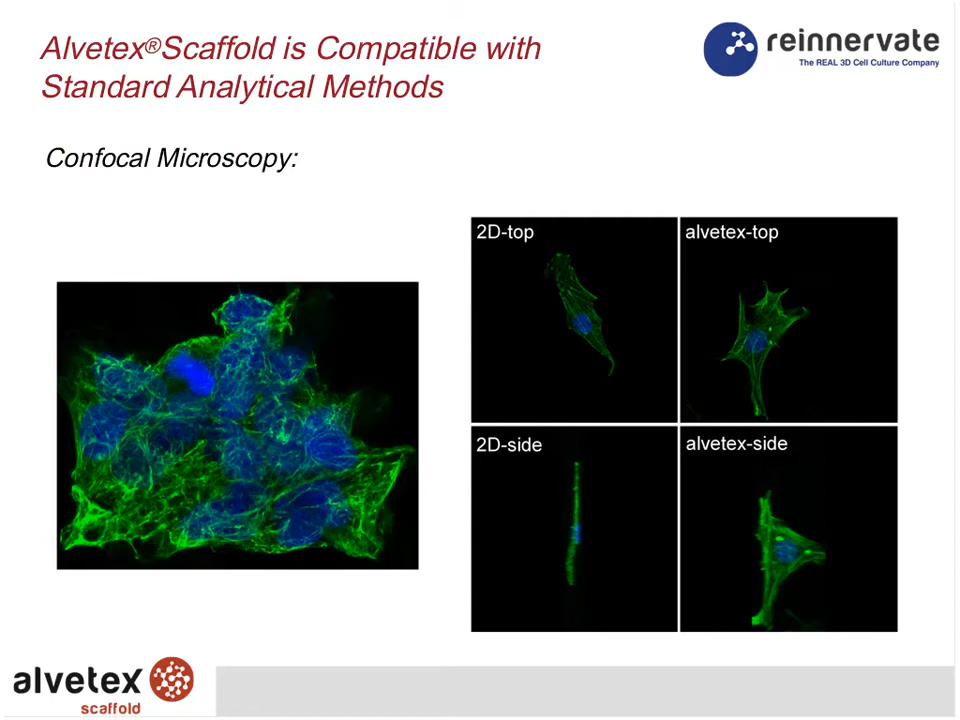 Alvetex®Scaffold is Compatible with
Standard Analytical Methods
reinnervate
The REAL 3D Cell Culture Company
Confocal Microscopy:
2D-top
alvetex-top
2D-side
alvetex-side
alvetex
scaffold